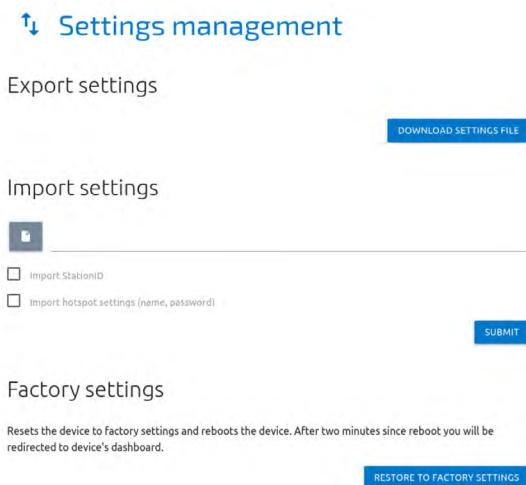 Settings management
Export settings
DOWNLOAD SETTINGS FILE
Import settings
Import StationID
Import hotspot settings (name, password)
SUBMIT
Factory settings
Resets the device to factory settings and reboots the device. After two minutes since reboot you will be
redirected to device's dashboard.
RESTORE TO FACTORY SETTINGS